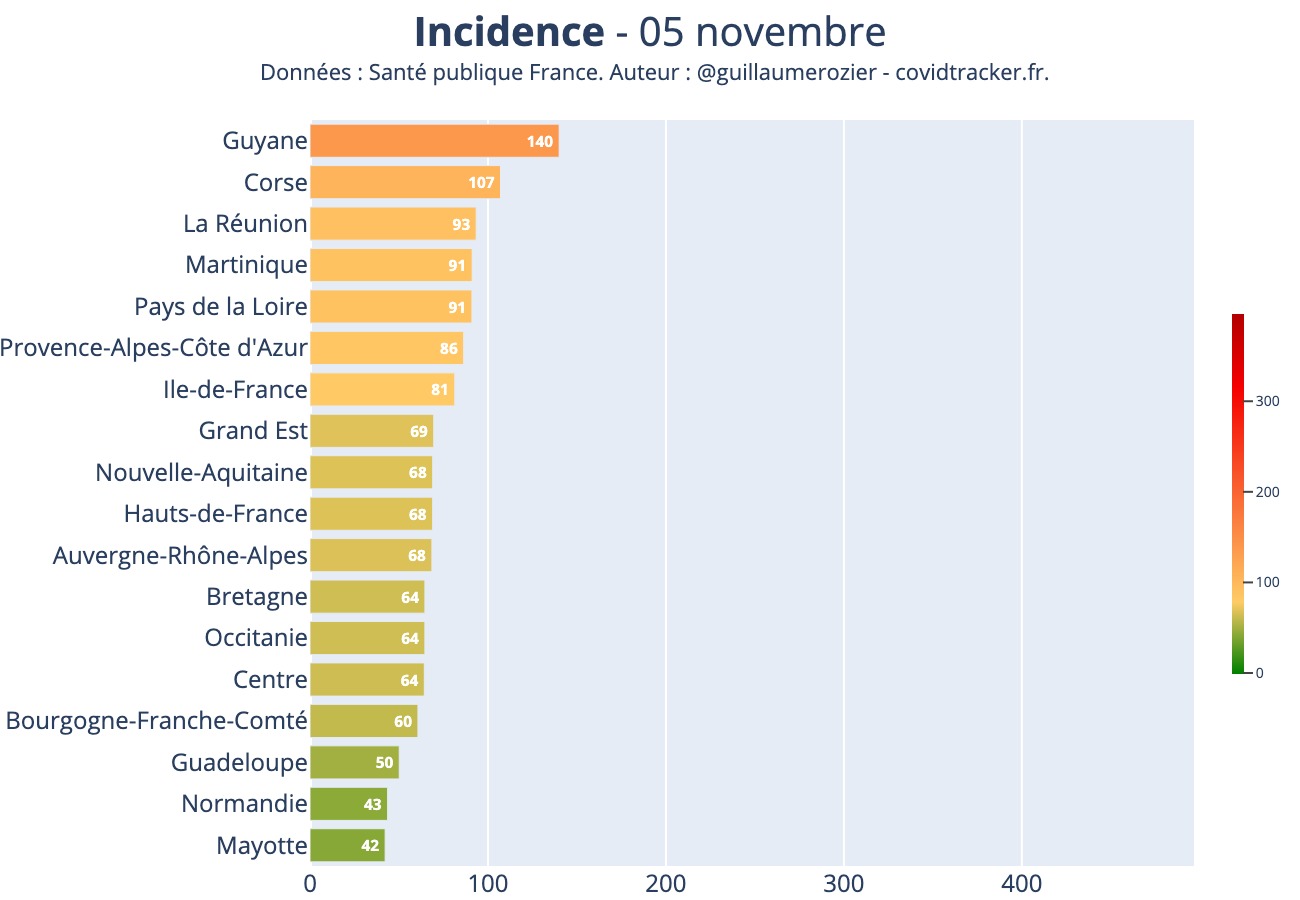 Incidence - 05 novembre
Données : Santé publique France. Auteur : @guillaumerozier - covidtracker.fr.
Guyane 140
Corse 107
La Réunion 93
Martinique 91
Pays de la Loire 91
Provence-Alpes-Côte d'Azur 86
Ile-de-France 81
Grand Est 69
Nouvelle-Aquitaine 68
Hauts-de-France 68
Auvergne-Rhône-Alpes 68
Bretagne 64
Occitanie 64
Centre 64
Bourgogne-Franche-Comté 60
Guadeloupe 50
Normandie 43
Mayotte 42
0 100 200 300 400
300
200
100
0